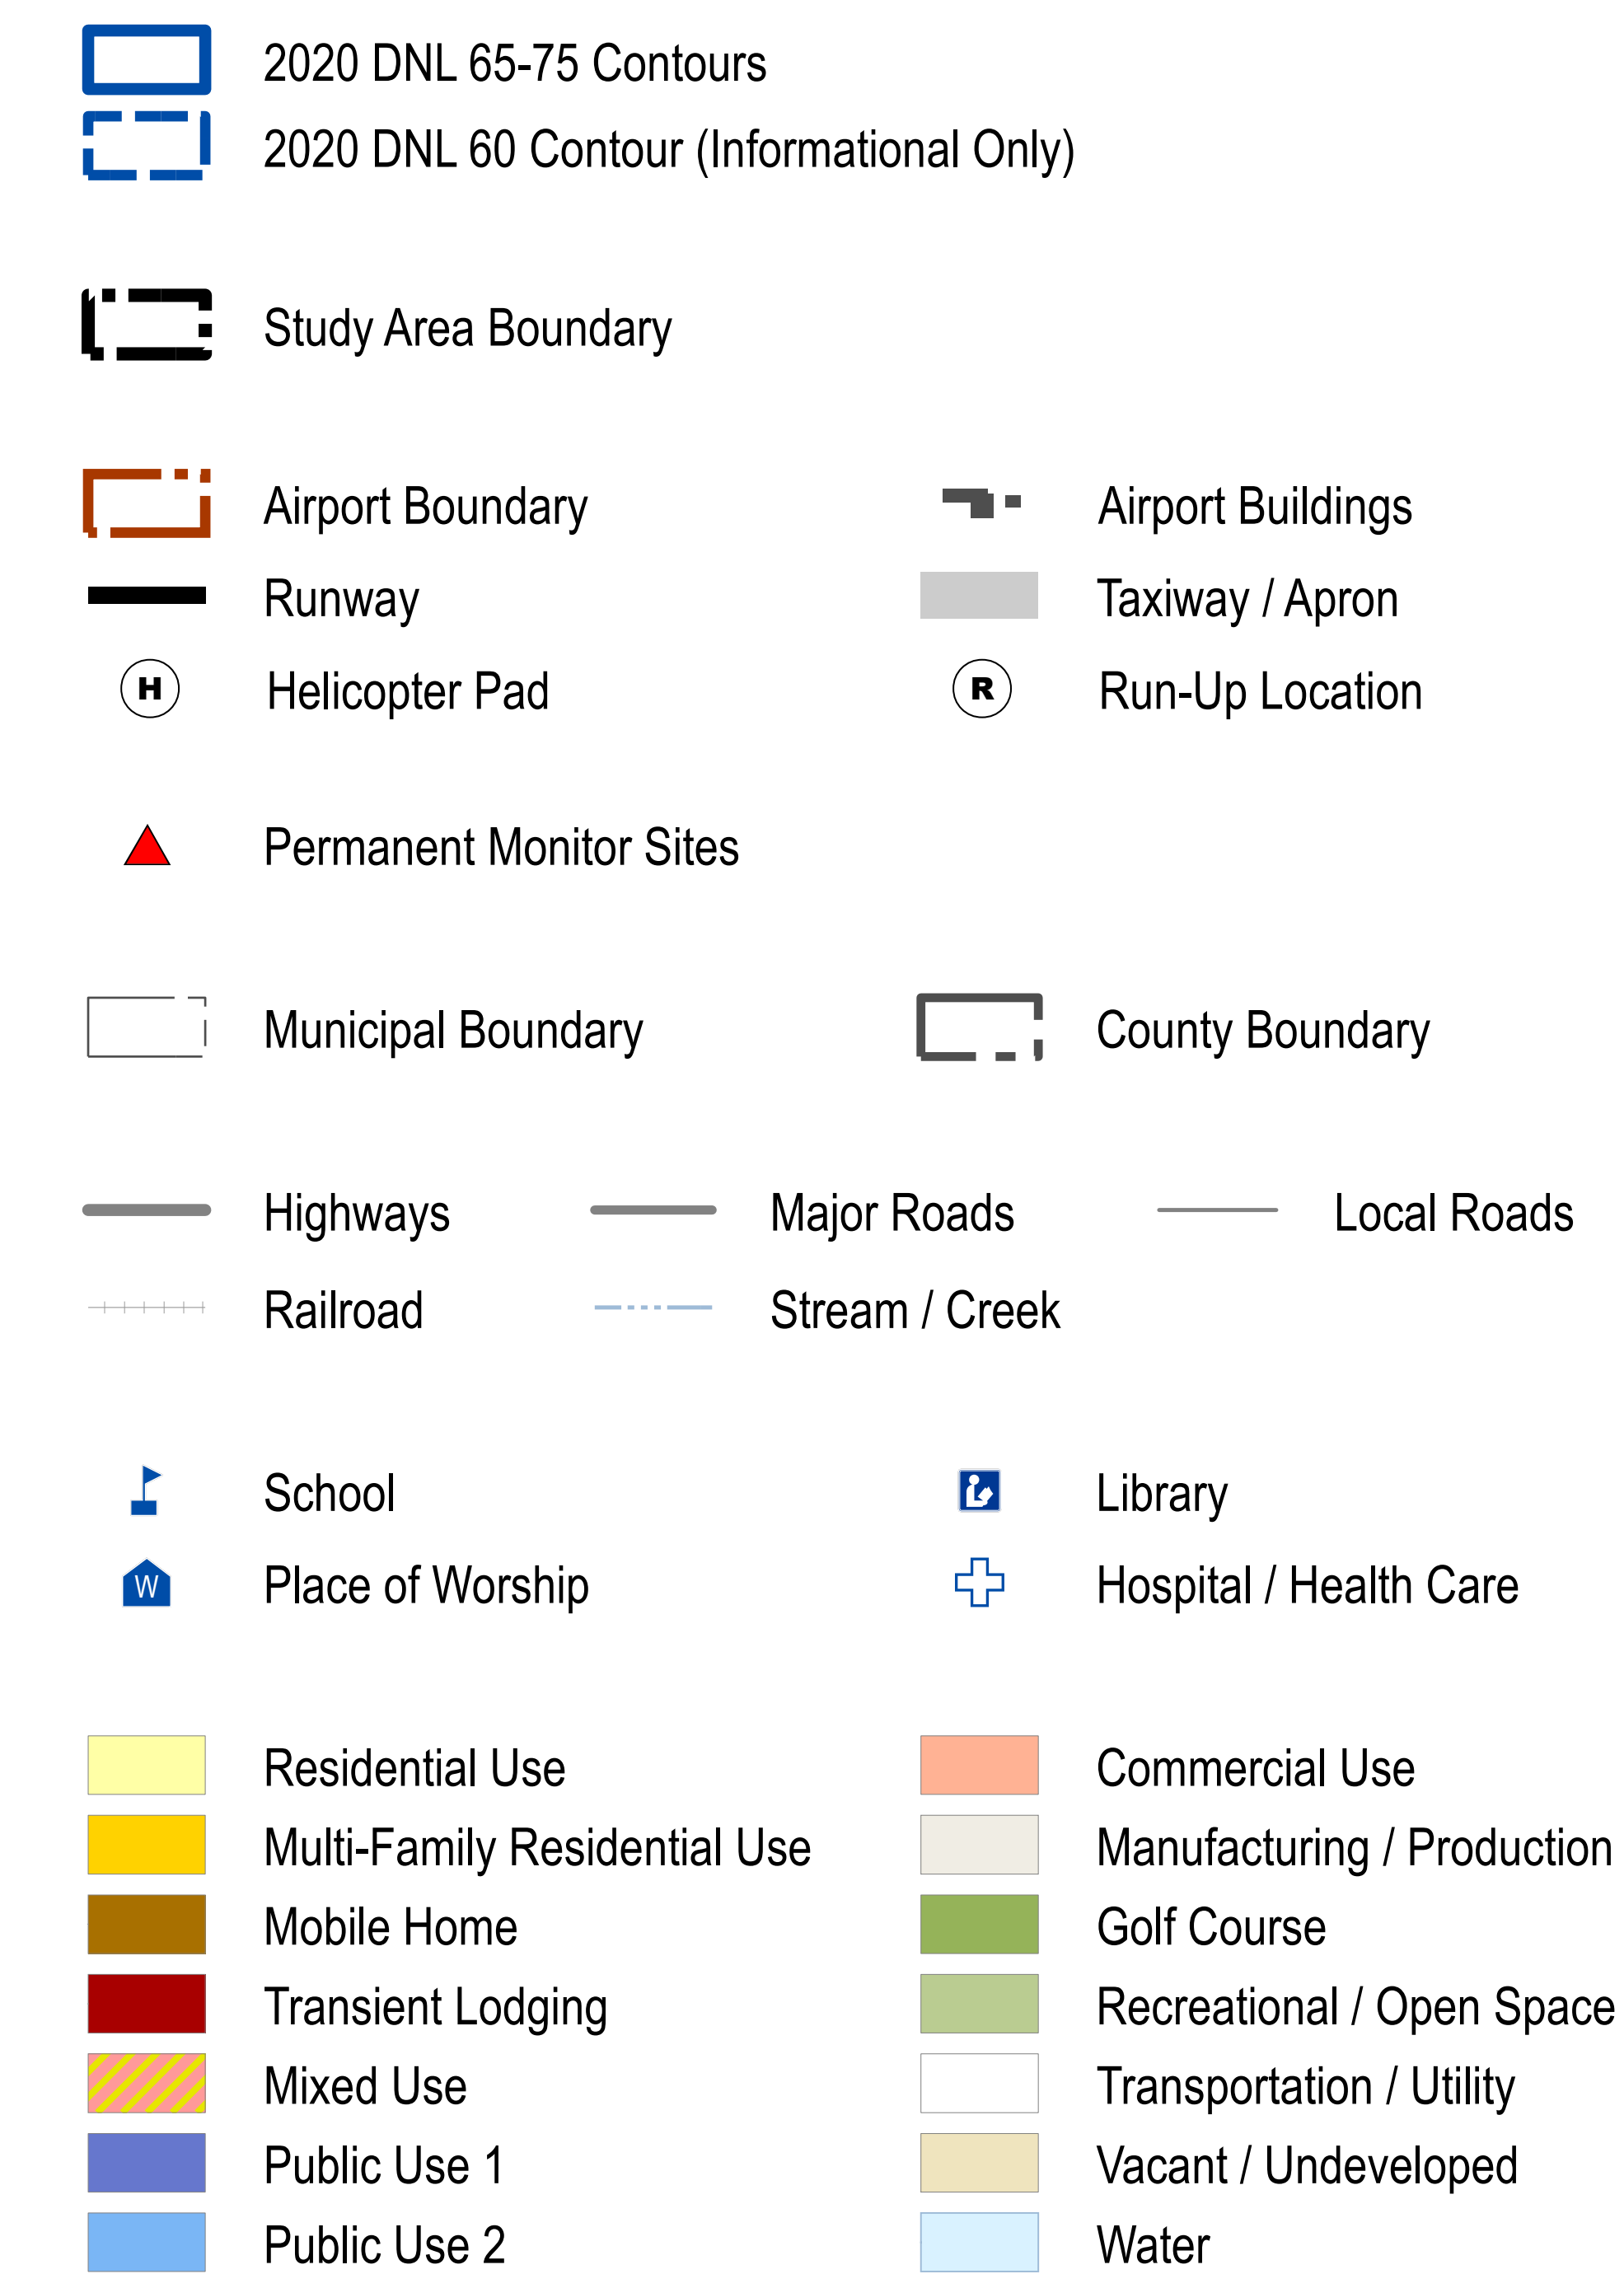 2020 DNL 65-75 Contours
2020 DNL 60 Contour (Informational Only)
Study Area Boundary
Airport Boundary
Airport Buildings
Runway
Taxiway / Apron
H Helicopter Pad
R Run-Up Location
Permanent Monitor Sites
Municipal Boundary
County Boundary
Highways
Major Roads
Local Roads
Railroad
Stream / Creek
School
Library
W Place of Worship
Hospital / Health Care
Residential Use
Commercial Use
Multi-Family Residential Use
Manufacturing / Production
Mobile Home
Golf Course
Transient Lodging
Recreational / Open Space
Mixed Use
Transportation / Utility
Public Use 1
Vacant / Undeveloped
Public Use 2
Water